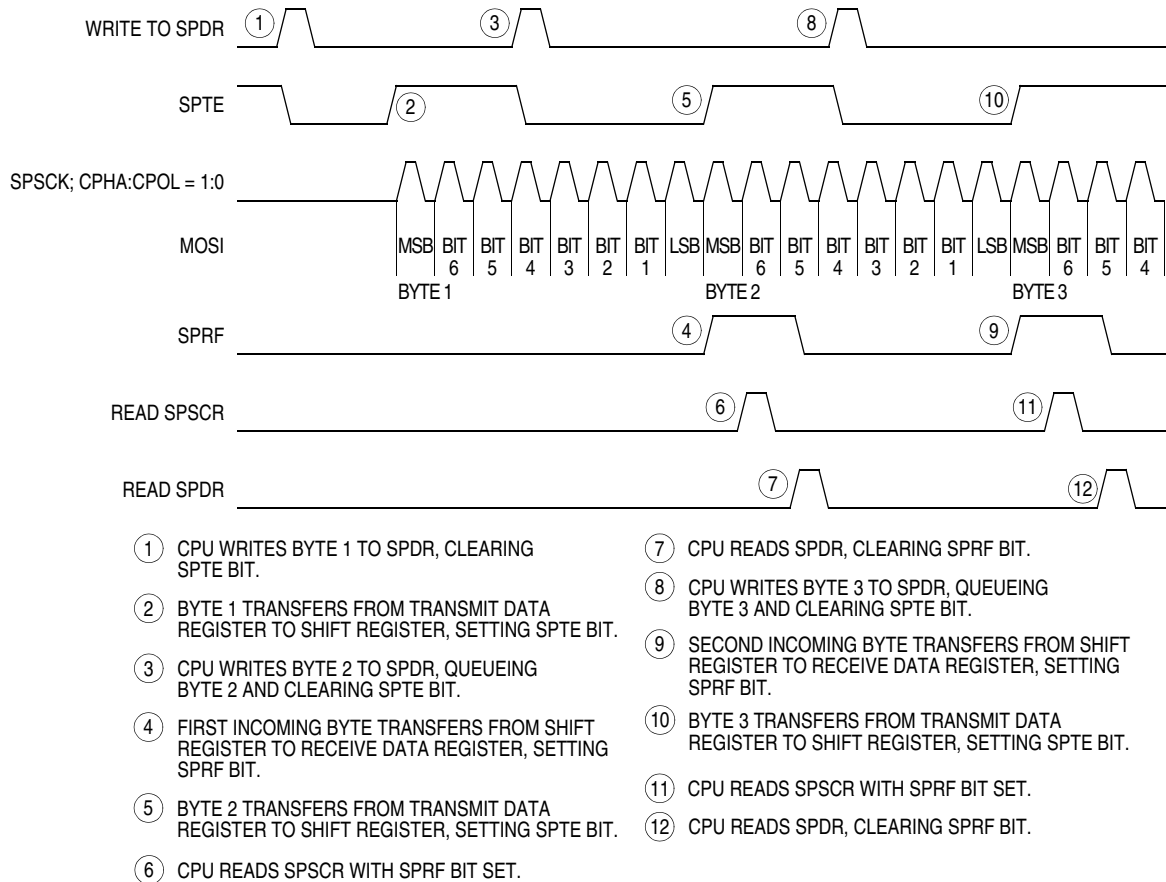 WRITE TO SPDR
1
3
8
SPTE
2
5
10
SPSCK; CPHA:CPOL = 1:0
MOSI
MSB BIT BIT BIT BIT BIT BIT LSB MSB BIT BIT BIT BIT BIT BIT LSB MSB BIT BIT BIT
6 5 4 3 2 1 6 5 4 3 2 1 6 5 4
BYTE 1 BYTE 2 BYTE 3
SPRF
4
9
READ SPSCR
6
11
READ SPDR
7
12
1 CPU WRITES BYTE 1 TO SPDR, CLEARING
SPTE BIT.
2 BYTE 1 TRANSFERS FROM TRANSMIT DATA
REGISTER TO SHIFT REGISTER, SETTING SPTE BIT.
3 CPU WRITES BYTE 2 TO SPDR, QUEUEING
BYTE 2 AND CLEARING SPTE BIT.
4 FIRST INCOMING BYTE TRANSFERS FROM SHIFT
REGISTER TO RECEIVE DATA REGISTER, SETTING
SPRF BIT.
5 BYTE 2 TRANSFERS FROM TRANSMIT DATA
REGISTER TO SHIFT REGISTER, SETTING SPTE BIT.
6 CPU READS SPSCR WITH SPRF BIT SET.
7 CPU READS SPDR, CLEARING SPRF BIT.
8 CPU WRITES BYTE 3 TO SPDR, QUEUEING
BYTE 3 AND CLEARING SPTE BIT.
9 SECOND INCOMING BYTE TRANSFERS FROM SHIFT
REGISTER TO RECEIVE DATA REGISTER, SETTING
SPRF BIT.
10 BYTE 3 TRANSFERS FROM TRANSMIT DATA
REGISTER TO SHIFT REGISTER, SETTING SPTE BIT.
11 CPU READS SPSCR WITH SPRF BIT SET.
12 CPU READS SPDR, CLEARING SPRF BIT.